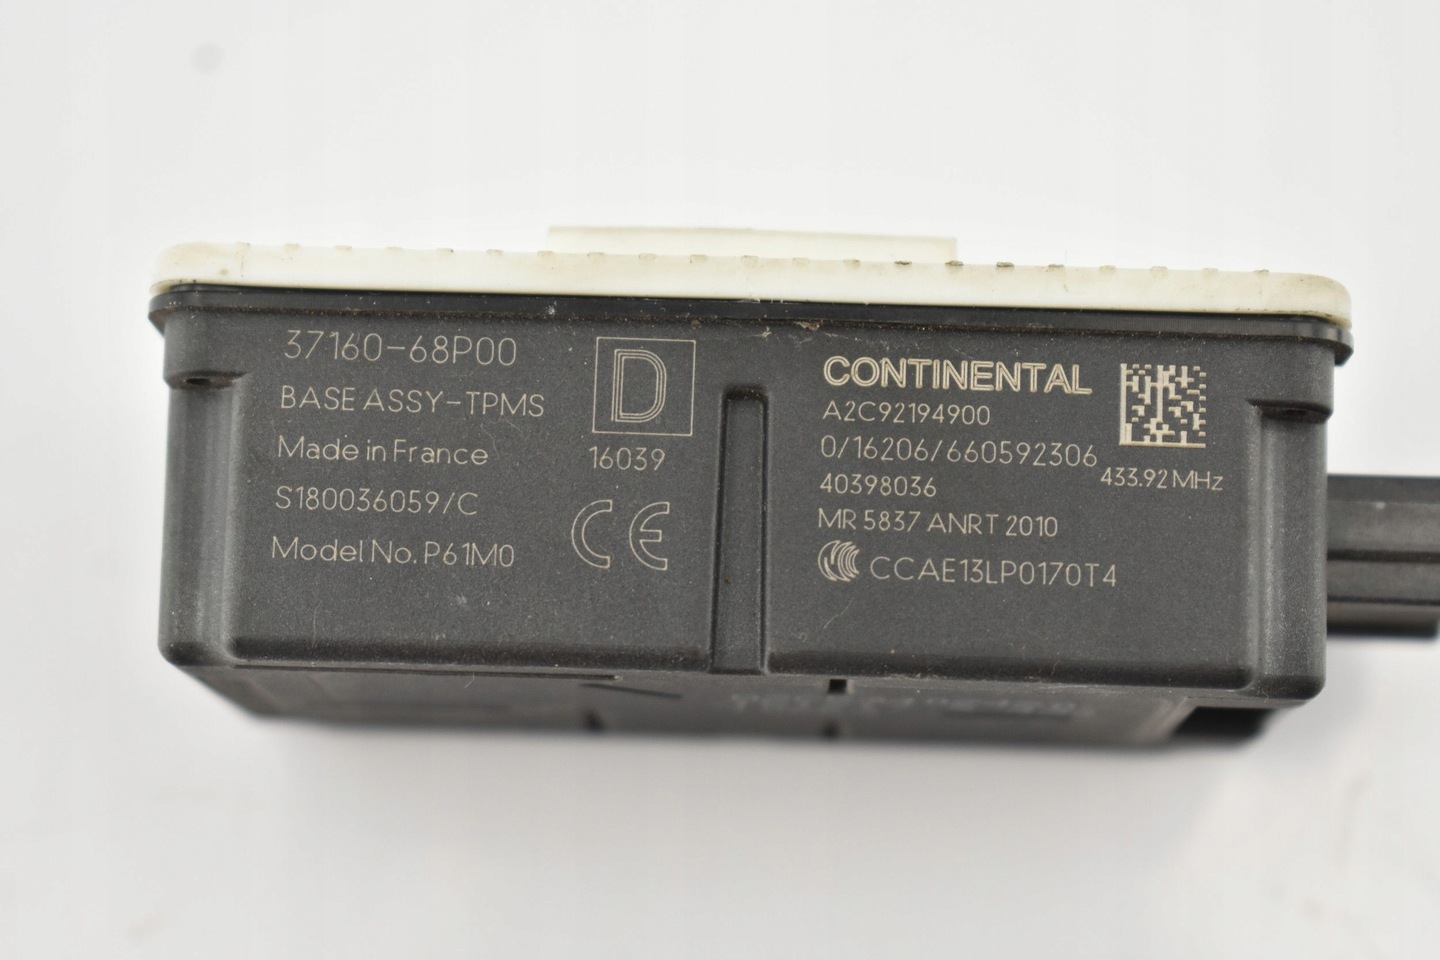 37160-68P00
BASE ASSY-TPMS
Made in France
S180036059/C
Model No. P61M0
D
16039
CE
CONTINENTAL
A2C92194900
0/16206/660592306
40398036
433.92 MHz
MR 5837 ANRT 2010
CCAE13LP0170T4